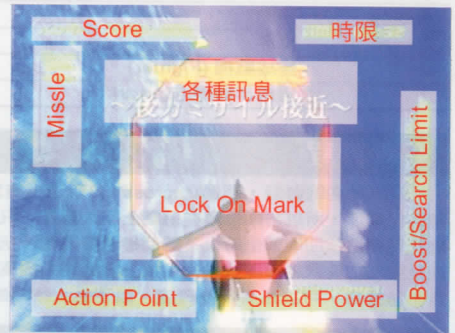 Score
時限
Missle
各種訊息
～後方ミサイル接近～
Lock On Mark
Boost/Search Limit
Action Point
Shield Power